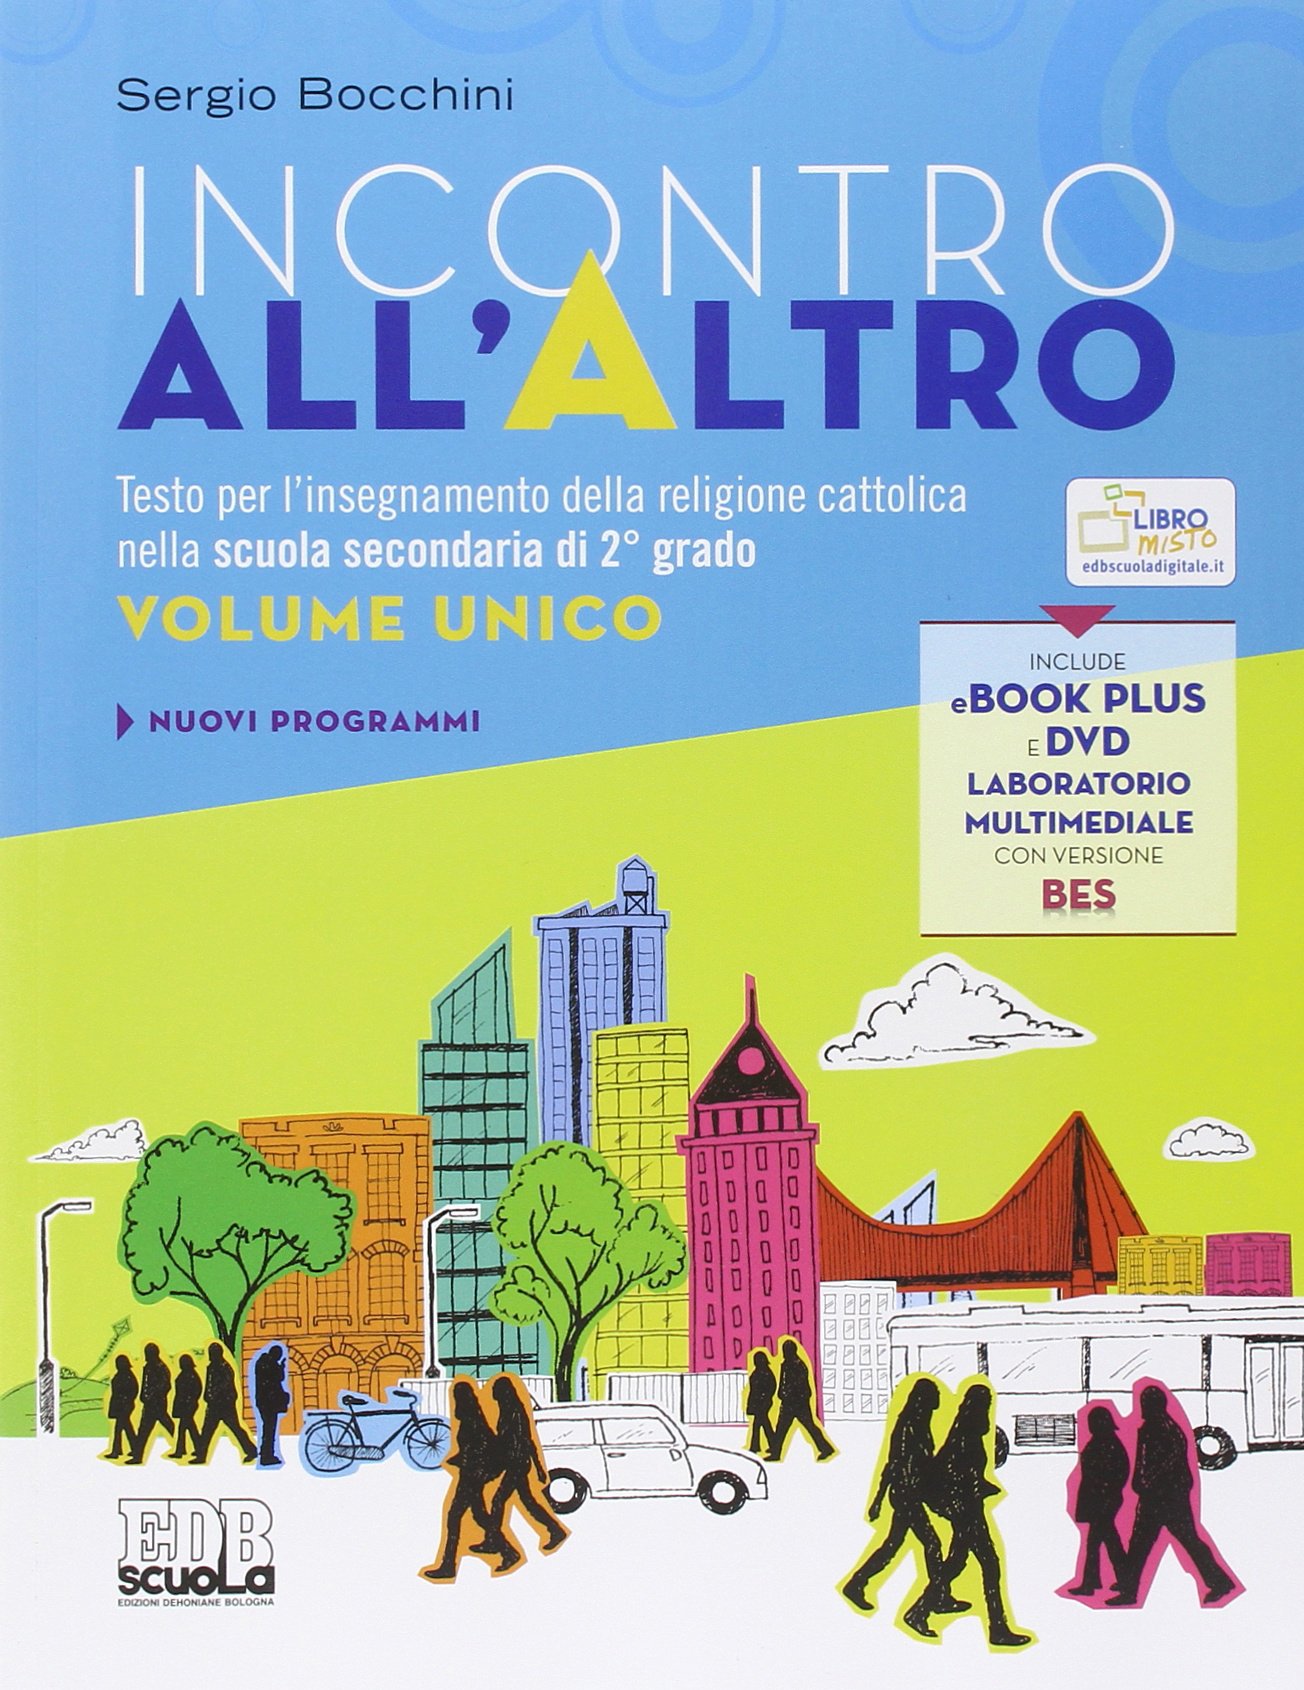 Sergio Bocchini
INCONTRO
ALL'ALTRO
Testo per l'insegnamento della religione cattolica
nella scuola secondaria di 2° grado
VOLUME UNICO
NUOVI PROGRAMMI
LIBRO
MISTO
edbscuoladigitale.it
INCLUDE
eBOOK PLUS
E DVD
LABORATORIO
MULTIMEDIALE
CON VERSIONE
BES
EDB
scuola
EDIZIONI DEHONIANE BOLOGNA